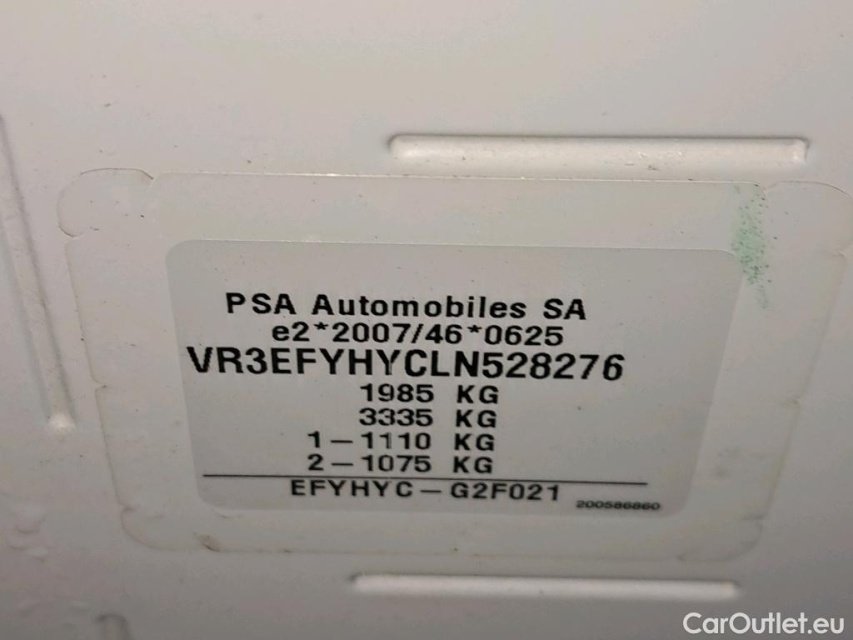 PSA Automobiles SA
e2*2007/46*0625
VR3EFYHYCLN528276
1985 KG
3335 KG
1-1110 KG
2-1075 KG
EFYHYC-G2F021
200586860
CarOutlet.eu